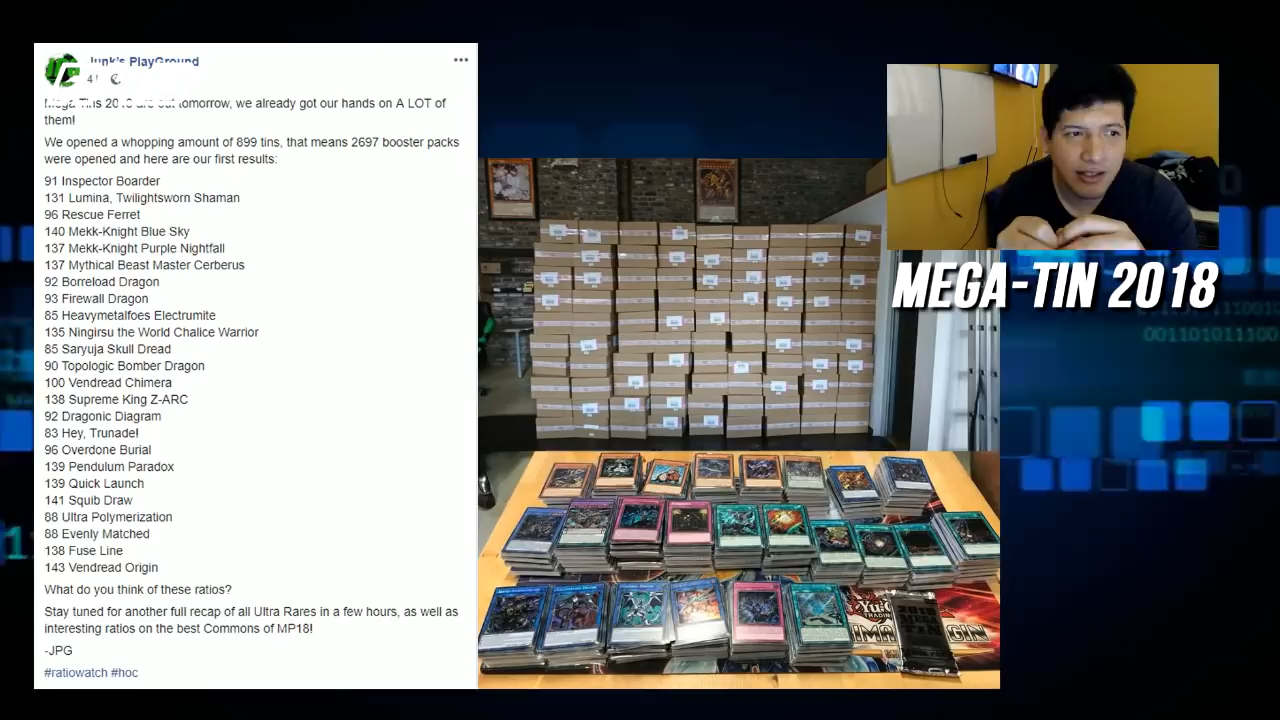 Junk's PlayGround
Mega-Tins 2018 are out tomorrow, we already got our hands on A LOT of
them!
We opened a whopping amount of 899 tins, that means 2697 booster packs
were opened and here are our first results:
91 Inspector Boarder
131 Lumina, Twilightsworn Shaman
96 Rescue Ferret
140 Mekk-Knight Blue Sky
137 Mekk-Knight Purple Nightfall
137 Mythical Beast Master Cerberus
92 Borreload Dragon
93 Firewall Dragon
85 Heavymetalfoes Electrumite
135 Ningirsu the World Chalice Warrior
85 Saryuja Skull Dread
90 Topologic Bomber Dragon
100 Vendread Chimera
138 Supreme King Z-ARC
92 Dragonic Diagram
83 Hey, Trunade!
96 Overdone Burial
139 Pendulum Paradox
139 Quick Launch
141 Squib Draw
88 Ultra Polymerization
88 Evenly Matched
138 Fuse Line
143 Vendread Origin
What do you think of these ratios?
Stay tuned for another full recap of all Ultra Rares in a few hours, as well as
interesting ratios on the best Commons of MP18!
-JPG
#ratiowatch #hoc
MEGA-TIN 2018
001101011100